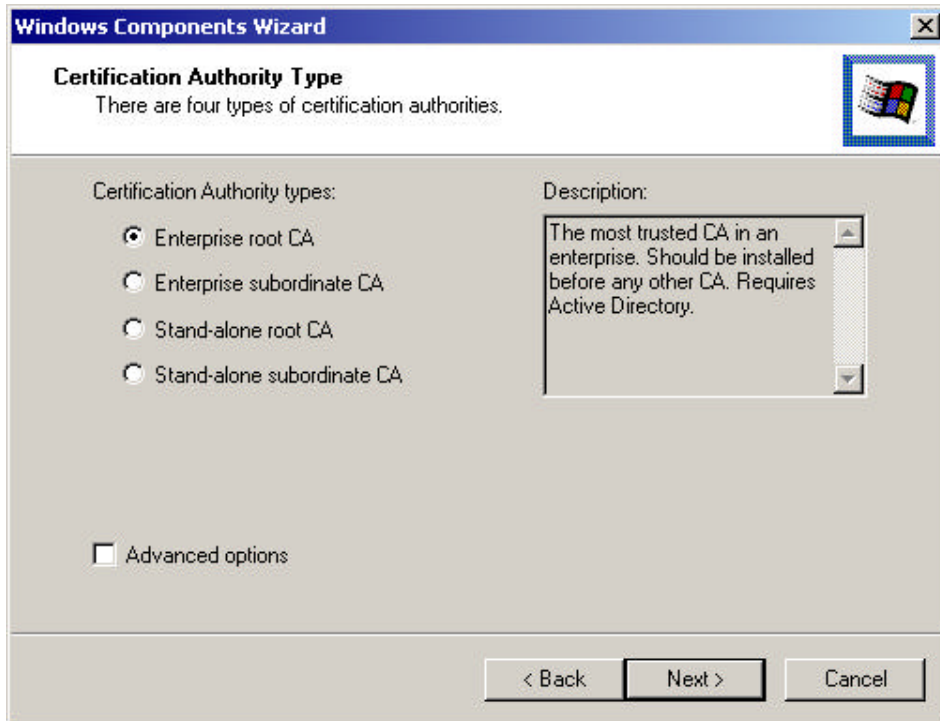 Windows Components Wizard
Certification Authority Type
There are four types of certification authorities.
Certification Authority types:
Enterprise root CA
Enterprise subordinate CA
Stand-alone root CA
Stand-alone subordinate CA
Description:
The most trusted CA in an
enterprise. Should be installed
before any other CA. Requires
Active Directory.
Advanced options
< Back
Next >
Cancel